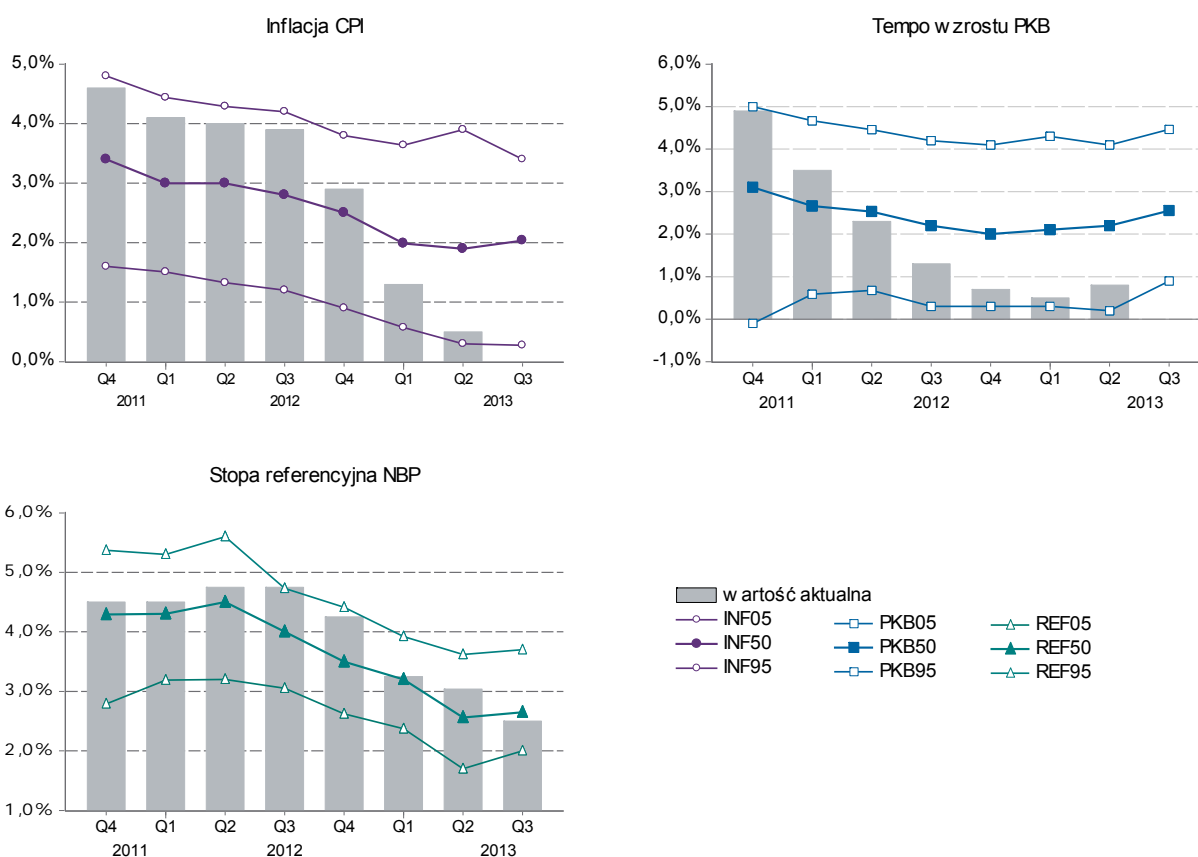 Inflacja CPI
5,0%
4,0%
3,0%
2,0%
1,0%
0,0%
Q4 Q1 Q2 Q3 Q4 Q1 Q2 Q3
2011 2012 2013
Tempo wzrostu PKB
6,0%
5,0%
4,0%
3,0%
2,0%
1,0%
0,0%
-1,0%
Q4 Q1 Q2 Q3 Q4 Q1 Q2 Q3
2011 2012 2013
Stopa referencyjna NBP
6,0%
5,0%
4,0%
3,0%
2,0%
1,0%
Q4 Q1 Q2 Q3 Q4 Q1 Q2 Q3
2011 2012 2013
wartość aktualna
INF05 PKB05 REF05
INF50 PKB50 REF50
INF95 PKB95 REF95